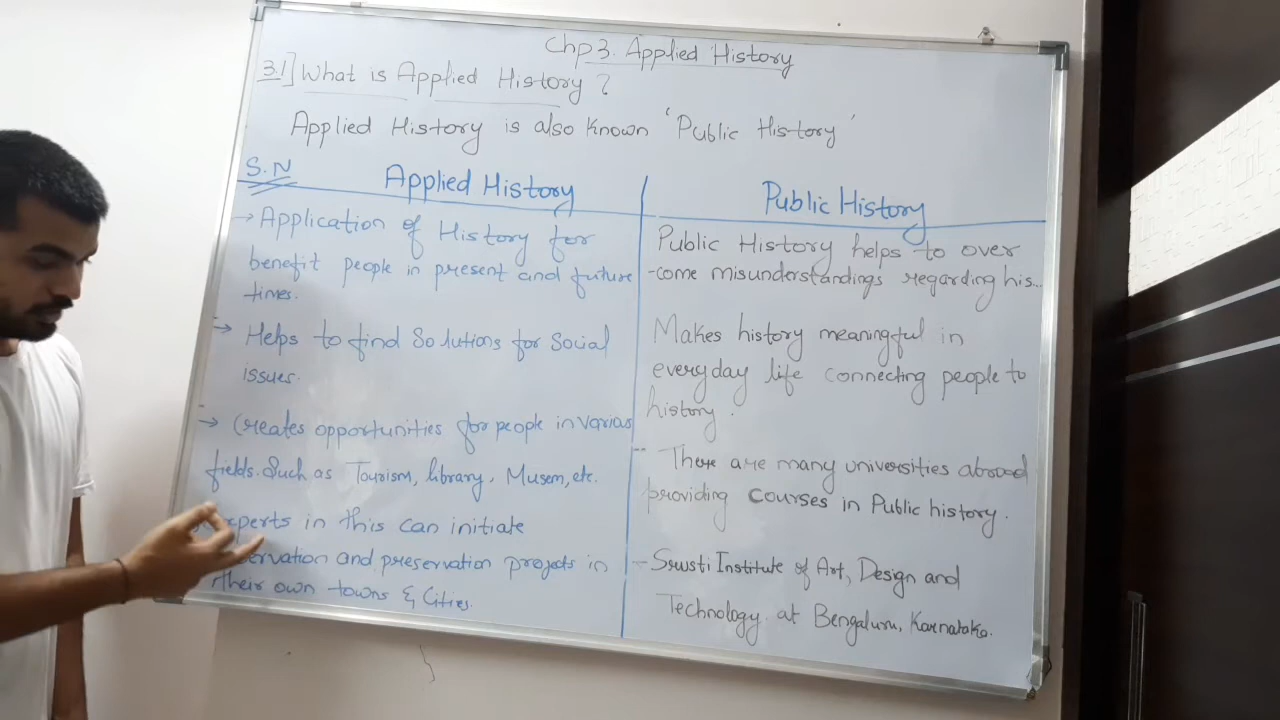 Chp 3. Applied History
3.1] What is Applied History ?
Applied History is also known 'Public History'
S.N
Applied History
→ Application of History for
benefit people in present and future
times.
→ Helps to find Solutions for Social
issues.
→ Creates opportunities for people in varias
fields. Such as Tourism, library, Musem, etc.
experts in this can initiate
servation and preservation projects in
their own towns & Cities.
Public History
Public History helps to over
-come misunderstandings regarding his...
Makes history meaningful in
everyday life connecting people to
history.
- There are many universities abroad
providing courses in Public history.
- Srusti Institute of Art, Design and
Technology at Bengaluru, Karnataka.